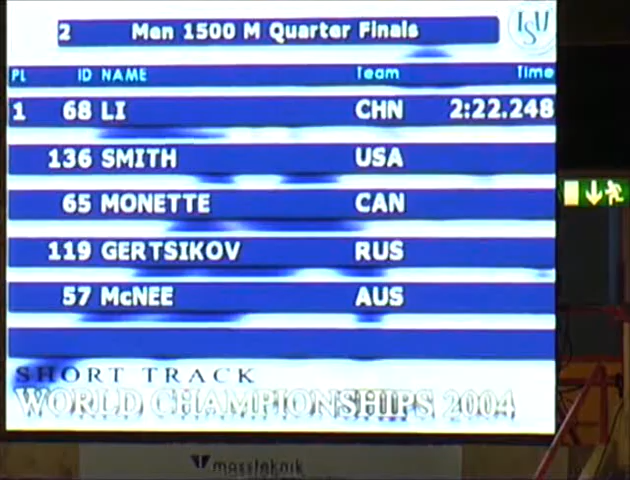 2 Men 1500 M Quarter Finals ISU
PL ID NAME Team Time
1 68 LI CHN 2:22.248
136 SMITH USA
65 MONETTE CAN
119 GERTSIKOV RUS
57 McNEE AUS
SHORT TRACK
WORLD CHAMPIONSHIPS 2004
massteknik